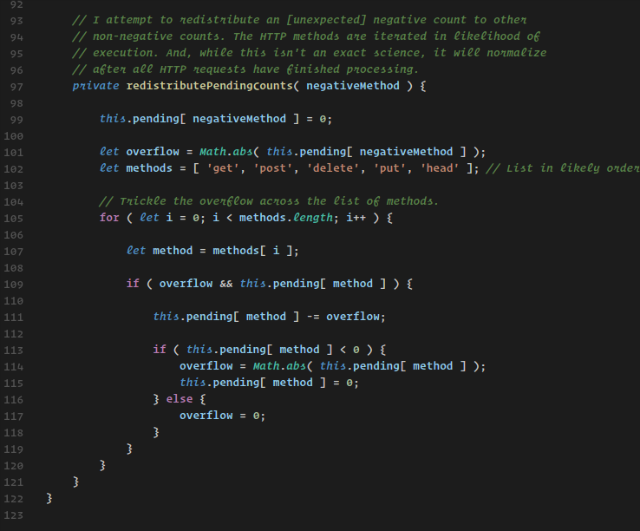 92
93 // I attempt to redistribute an [unexpected] negative count to other
94 // non-negative counts. The HTTP methods are iterated in likelihood of
95 // execution. And, while this isn't an exact science, it will normalize
96 // after all HTTP requests have finished processing.
97 private redistributePendingCounts( negativeMethod ) {
98
99 this.pending[ negativeMethod ] = 0;
100
101 let overflow = Math.abs( this.pending[ negativeMethod ] );
102 let methods = [ 'get', 'post', 'delete', 'put', 'head' ]; // List in likely order
103
104 // Trickle the overflow across the list of methods.
105 for ( let i = 0; i < methods.length; i++ ) {
106
107 let method = methods[ i ];
108
109 if ( overflow && this.pending[ method ] ) {
110
111 this.pending[ method ] -= overflow;
112
113 if ( this.pending[ method ] < 0 ) {
114 overflow = Math.abs( this.pending[ method ] );
115 this.pending[ method ] = 0;
116 } else {
117 overflow = 0;
118 }
119 }
120 }
121 }
122 }
123